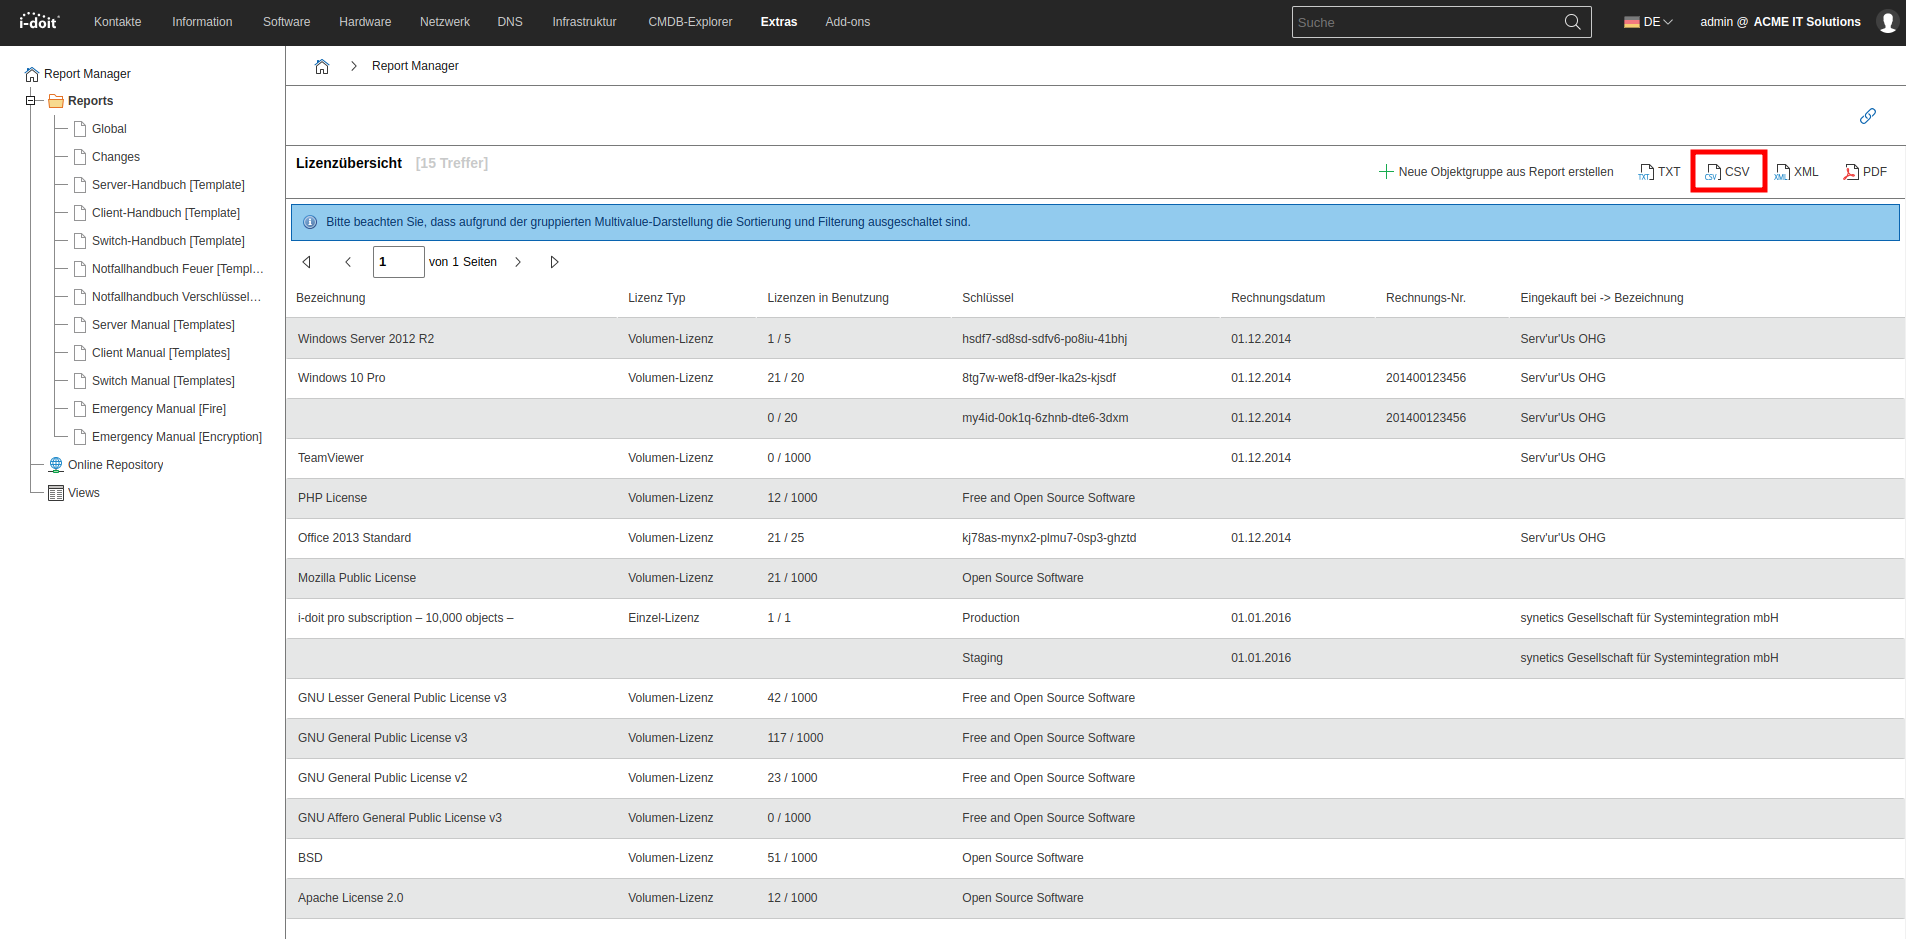 i-doit Kontakte Information Software Hardware Netzwerk DNS Infrastruktur CMDB-Explorer Extras Add-ons Suche DE admin @ ACME IT Solutions
Report Manager
Reports
Global
Changes
Server-Handbuch [Template]
Client-Handbuch [Template]
Switch-Handbuch [Template]
Notfallhandbuch Feuer [Templ...
Notfallhandbuch Verschlüssel...
Server Manual [Templates]
Client Manual [Templates]
Switch Manual [Templates]
Emergency Manual [Fire]
Emergency Manual [Encryption]
Online Repository
Views
Report Manager
Lizenzübersicht [15 Treffer]
Neue Objektgruppe aus Report erstellen TXT TXT CSV CSV XML XML PDF
Bitte beachten Sie, dass aufgrund der gruppierten Multivalue-Darstellung die Sortierung und Filterung ausgeschaltet sind.
1 von 1 Seiten
Bezeichnung Lizenz Typ Lizenzen in Benutzung Schlüssel Rechnungsdatum Rechnungs-Nr. Eingekauft bei -> Bezeichnung
Windows Server 2012 R2 Volumen-Lizenz 1 / 5 hsdf7-sd8sd-sdfv6-po8iu-41bhj 01.12.2014 Serv'ur'Us OHG
Windows 10 Pro Volumen-Lizenz 21 / 20 8tg7w-wef8-df9er-lka2s-kjsdf 01.12.2014 201400123456 Serv'ur'Us OHG
0 / 20 my4id-0ok1q-6zhnb-dte6-3dxm 01.12.2014 201400123456 Serv'ur'Us OHG
TeamViewer Volumen-Lizenz 0 / 1000 01.12.2014 Serv'ur'Us OHG
PHP License Volumen-Lizenz 12 / 1000 Free and Open Source Software
Office 2013 Standard Volumen-Lizenz 21 / 25 kj78as-mynx2-plmu7-0sp3-ghztd 01.12.2014 Serv'ur'Us OHG
Mozilla Public License Volumen-Lizenz 21 / 1000 Open Source Software
i-doit pro subscription – 10,000 objects – Einzel-Lizenz 1 / 1 Production 01.01.2016 synetics Gesellschaft für Systemintegration mbH
Staging 01.01.2016 synetics Gesellschaft für Systemintegration mbH
GNU Lesser General Public License v3 Volumen-Lizenz 42 / 1000 Free and Open Source Software
GNU General Public License v3 Volumen-Lizenz 117 / 1000 Free and Open Source Software
GNU General Public License v2 Volumen-Lizenz 23 / 1000 Free and Open Source Software
GNU Affero General Public License v3 Volumen-Lizenz 0 / 1000 Free and Open Source Software
BSD Volumen-Lizenz 51 / 1000 Open Source Software
Apache License 2.0 Volumen-Lizenz 12 / 1000 Open Source Software